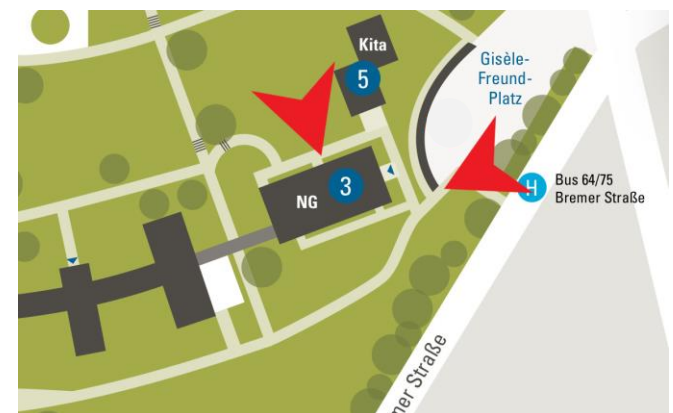 Kita
5
Gisèle-
Freund-
Platz
3
NG
H
Bus 64/75
Bremer Straße
mer Straße